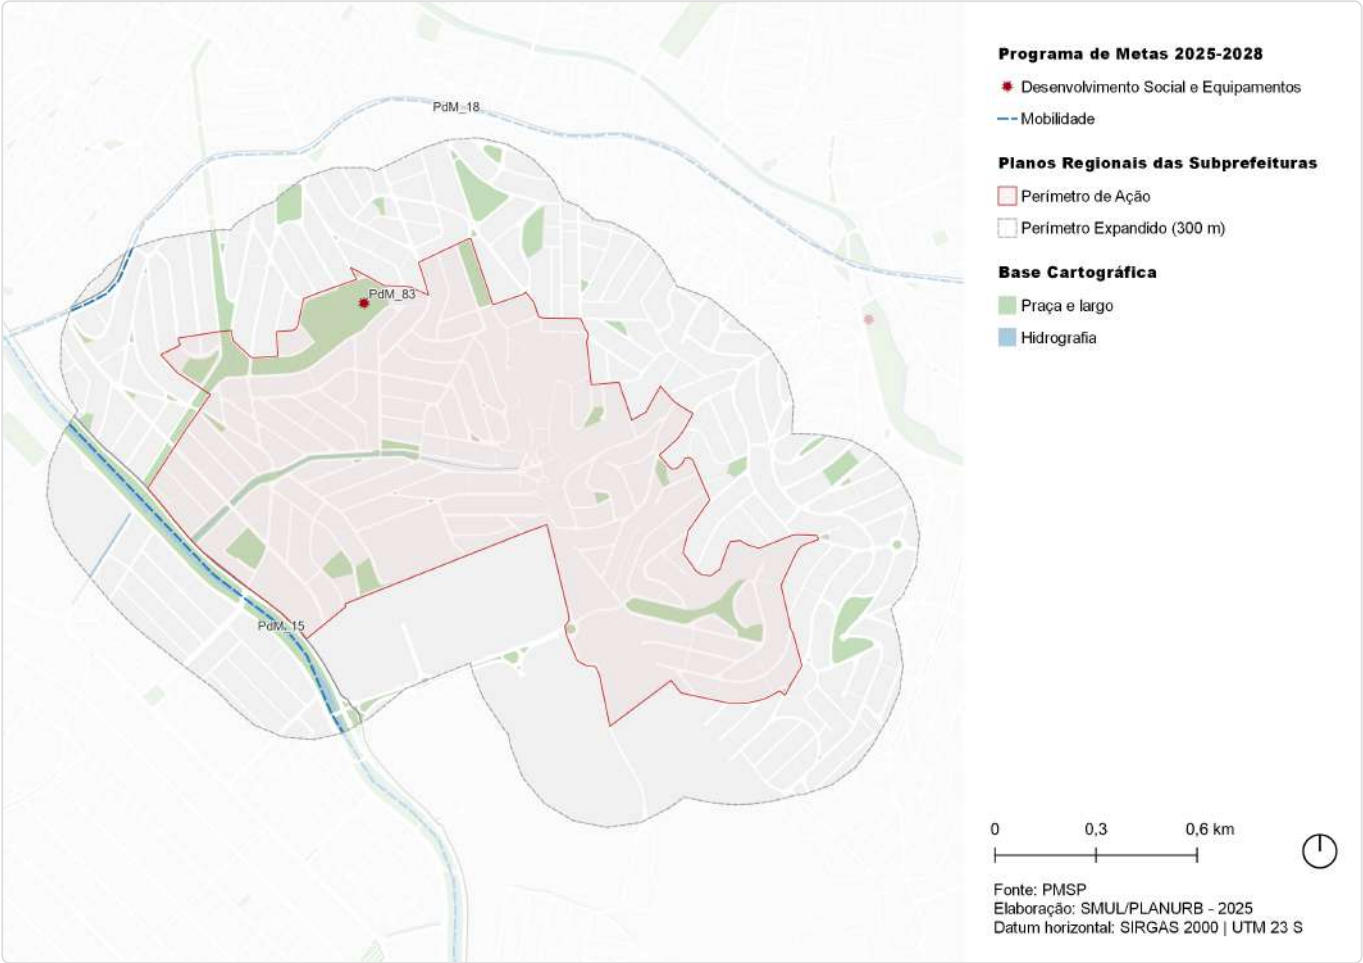 PdM_18
PdM_83
PdM_15
Programa de Metas 2025-2028
Desenvolvimento Social e Equipamentos
Mobilidade
Planos Regionais das Subprefeituras
Perímetro de Ação
Perímetro Expandido (300 m)
Base Cartográfica
Praça e largo
Hidrografia
0 0,3 0,6 km
Fonte: PMSP
Elaboração: SMUL/PLANURB - 2025
Datum horizontal: SIRGAS 2000 | UTM 23 S